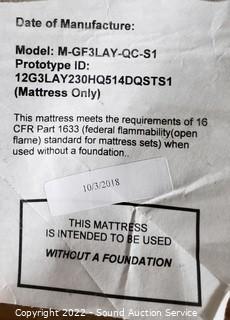 Date of Manufacture:
Model: M-GF3LAY-QC-S1
Prototype ID:
12G3LAY230HQ514DQSTS1
(Mattress Only)
This mattress meets the requirements of 16
CFR Part 1633 (federal flammability(open
flame) standard for mattress sets) when
used without a foundation..
10/3/2018
THIS MATTRESS
IS INTENDED TO BE USED
WITHOUT A FOUNDATION
Copyright 2022 - Sound Auction Service